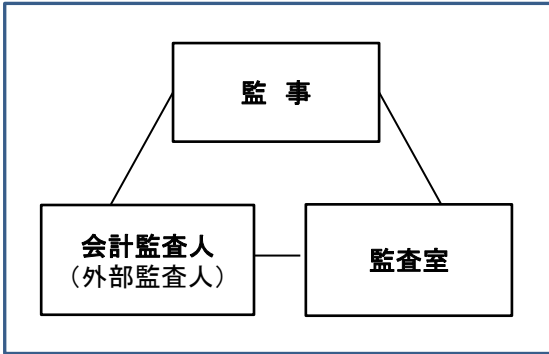 監 事
会計監査人
（外部監査人）
監査室